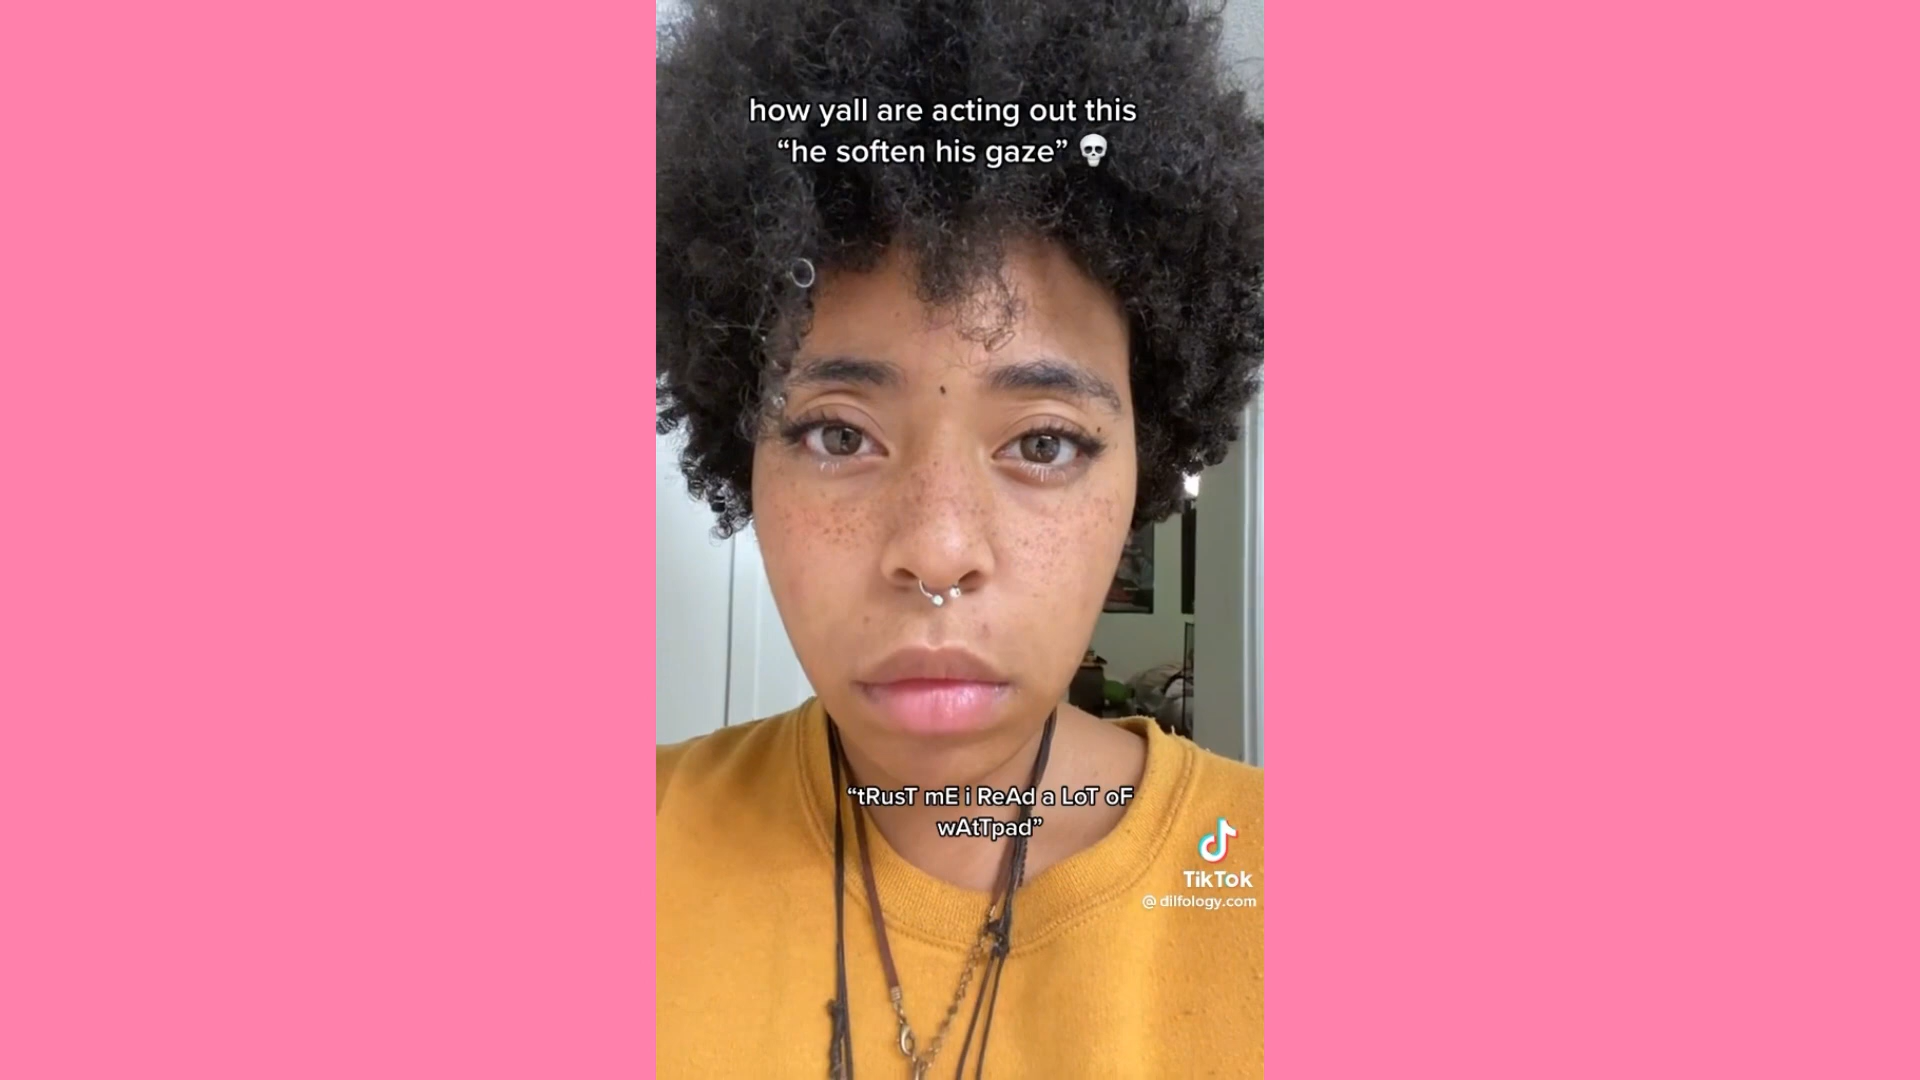 how yall are acting out this
“he soften his gaze” 💀
“tRusT mE i ReAd a LoT oF
wAtTpad”
TikTok
@ dilfology.com